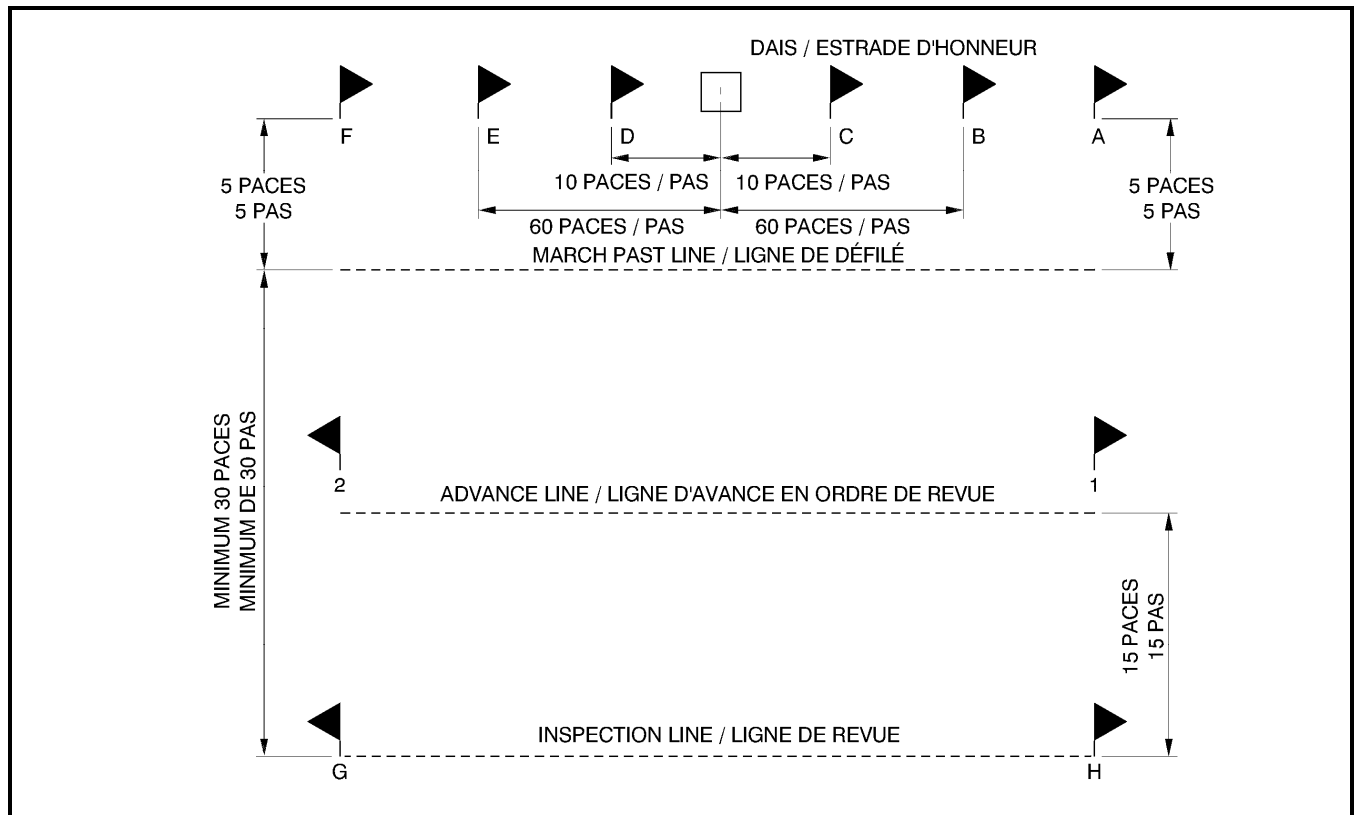 DAIS / ESTRADE D'HONNEUR
F
E
D
C
B
A
10 PACES / PAS
10 PACES / PAS
5 PACES
5 PAS
5 PACES
5 PAS
60 PACES / PAS
60 PACES / PAS
MARCH PAST LINE / LIGNE DE DÉFILÉ
MINIMUM 30 PACES
MINIMUM DE 30 PAS
2
1
ADVANCE LINE / LIGNE D'AVANCE EN ORDRE DE REVUE
15 PACES
15 PAS
INSPECTION LINE / LIGNE DE REVUE
G
H